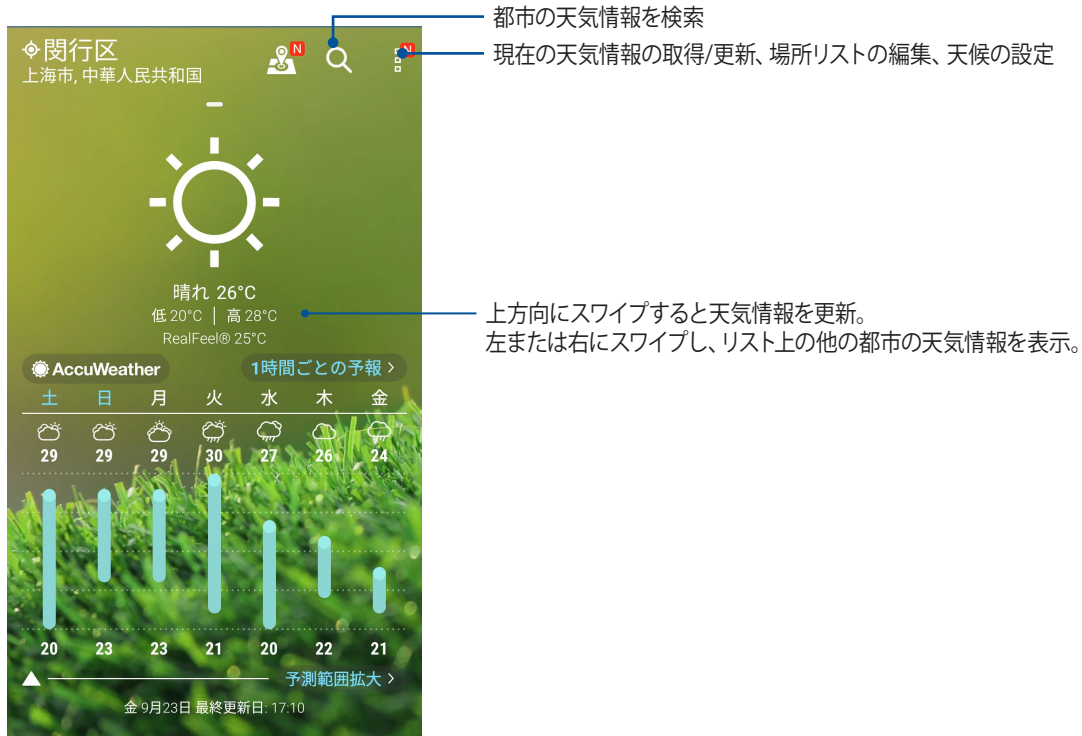 都市の天気情報を検索
現在の天気情報の取得/更新、場所リストの編集、天候の設定
閔行区
上海市, 中華人民共和国
N
N
晴れ 26°C
低 20°C | 高 28°C
RealFeel® 25°C
上方向にスワイプすると天気情報を更新。
左または右にスワイプし、リスト上の他の都市の天気情報を表示。
AccuWeather 1時間ごとの予報 >
土 日 月 火 水 木 金
29 29 29 30 27 26 24
20 23 23 21 20 22 21
予測範囲拡大 >
金 9月23日 最終更新日: 17:10